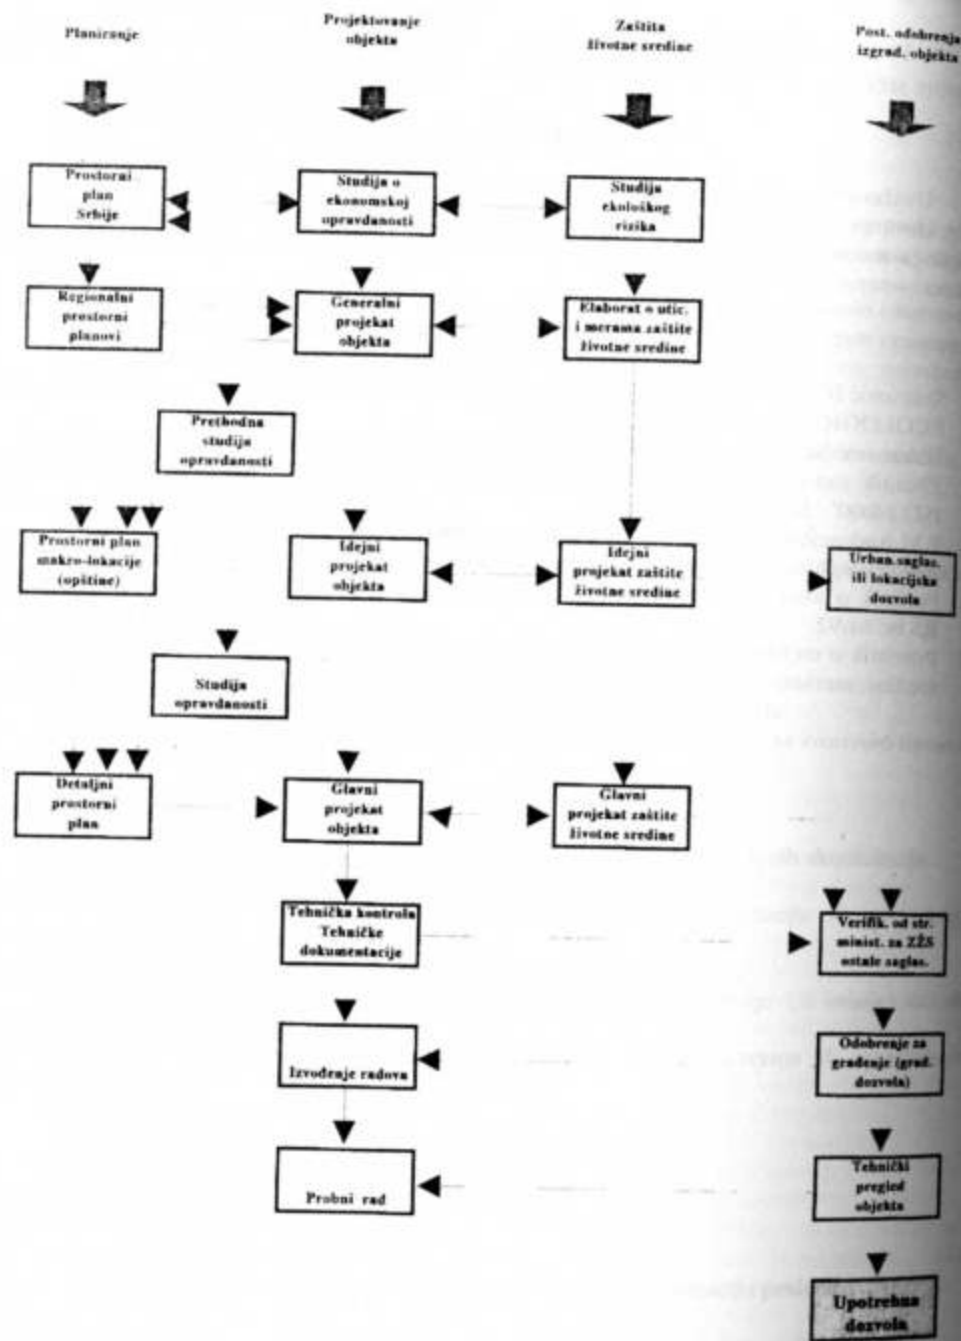 Planiranje
Projektovanje
objekta
Zaštita
životne sredine
Post. odobrenja
izgrad. objekta
Prostorni
plan
Srbije
Studija o
ekonomskoj
opravdanosti
Studija
ekološkog
rizika
Regionalni
prostorni
planovi
Generalni
projekat
objekta
Elaborat o utic.
i merama zaštite
životne sredine
Prethodna
studija
opravdanosti
Prostorni plan
makro-lokacije
(opštine)
Idejni
projekat
objekta
Idejni
projekat zaštite
životne sredine
Urban.saglas.
ili lokacijska
dozvola
Studija
opravdanosti
Detaljni
prostorni
plan
Glavni
projekat
objekta
Glavni
projekat zaštite
životne sredine
Tehnička kontrola
Tehničke
dokumentacije
Verifik. od str.
minist. za ZŽS
ostale saglas.
Izvođenje radova
Odobrenje za
građenje (grad.
dozvola)
Probni rad
Tehnički
pregled
objekta
Upotrebna
dozvola